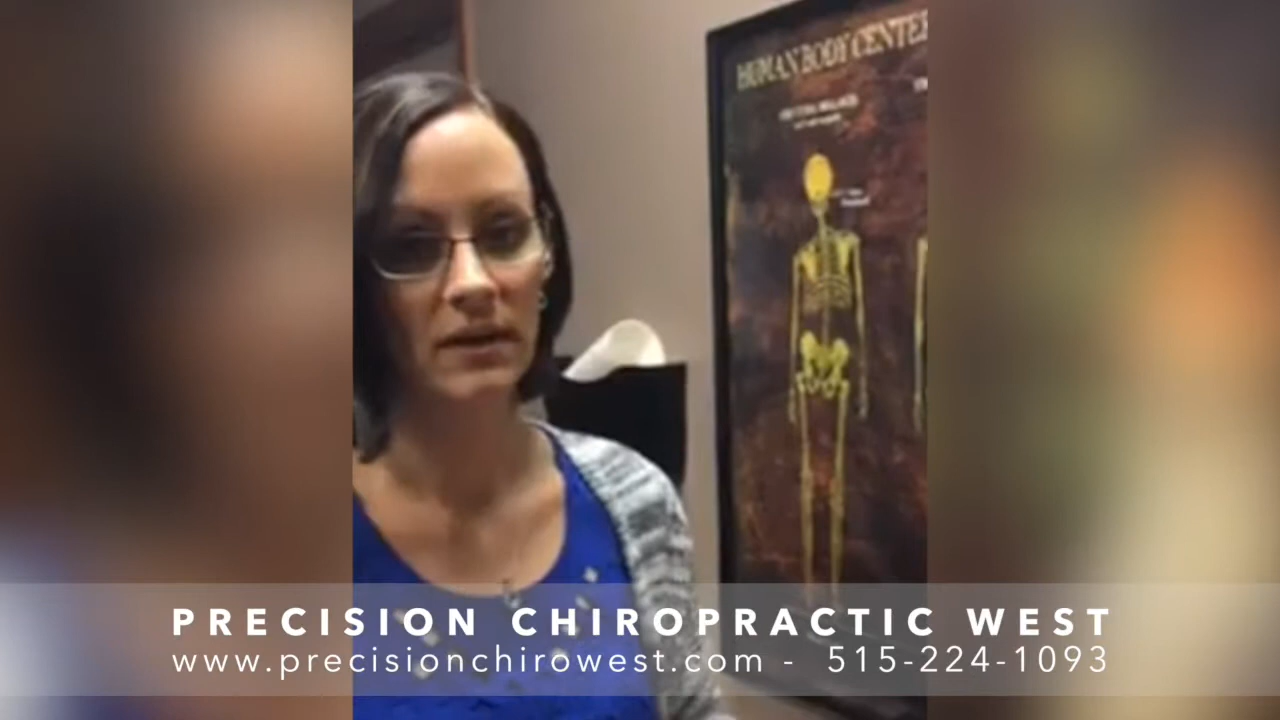 HUMAN BODY CENTER
PRECISION CHIROPRACTIC WEST
www.precisionchirowest.com - 515-224-1093